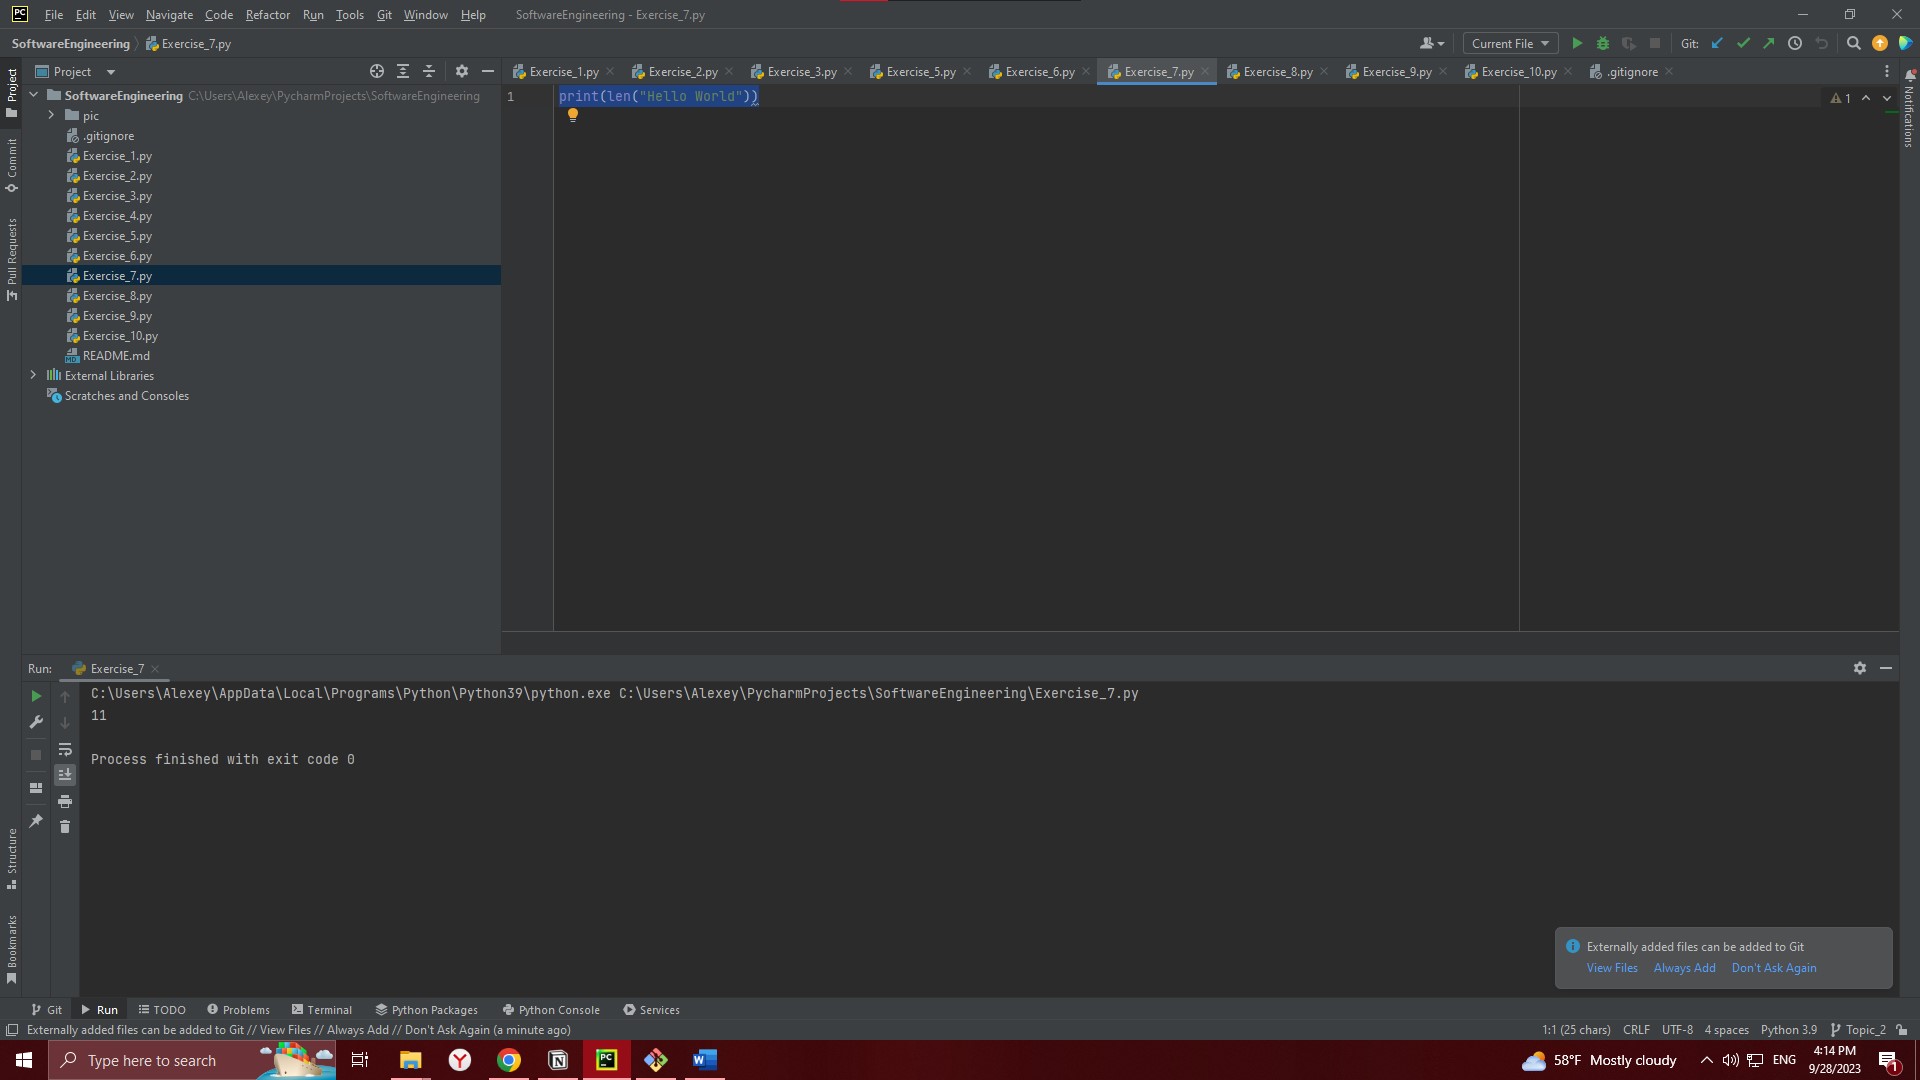 PC File Edit View Navigate Code Refactor Run Tools Git Window Help SoftwareEngineering - Exercise_7.py
SoftwareEngineering Exercise_7.py Current File Git:
Project
Exercise_1.py Exercise_2.py Exercise_3.py Exercise_5.py Exercise_6.py Exercise_7.py Exercise_8.py Exercise_9.py Exercise_10.py .gitignore
Project
Commit
Pull Requests
Structure
Bookmarks
Notifications
SoftwareEngineering C:\Users\Alexey\PycharmProjects\SoftwareEngineering
pic
.gitignore
Exercise_1.py
Exercise_2.py
Exercise_3.py
Exercise_4.py
Exercise_5.py
Exercise_6.py
Exercise_7.py
Exercise_8.py
Exercise_9.py
Exercise_10.py
README.md
External Libraries
Scratches and Consoles
1 print(len("Hello World"))
1
Run: Exercise_7
C:\Users\Alexey\AppData\Local\Programs\Python\Python39\python.exe C:\Users\Alexey\PycharmProjects\SoftwareEngineering\Exercise_7.py
11
Process finished with exit code 0
Externally added files can be added to Git
View Files Always Add Don't Ask Again
Git Run TODO Problems Terminal Python Packages Python Console Services
Externally added files can be added to Git // View Files // Always Add // Don't Ask Again (a minute ago) 1:1 (25 chars) CRLF UTF-8 4 spaces Python 3.9 Topic_2
Type here to search
58°F Mostly cloudy ENG
4:14 PM
9/28/2023
1